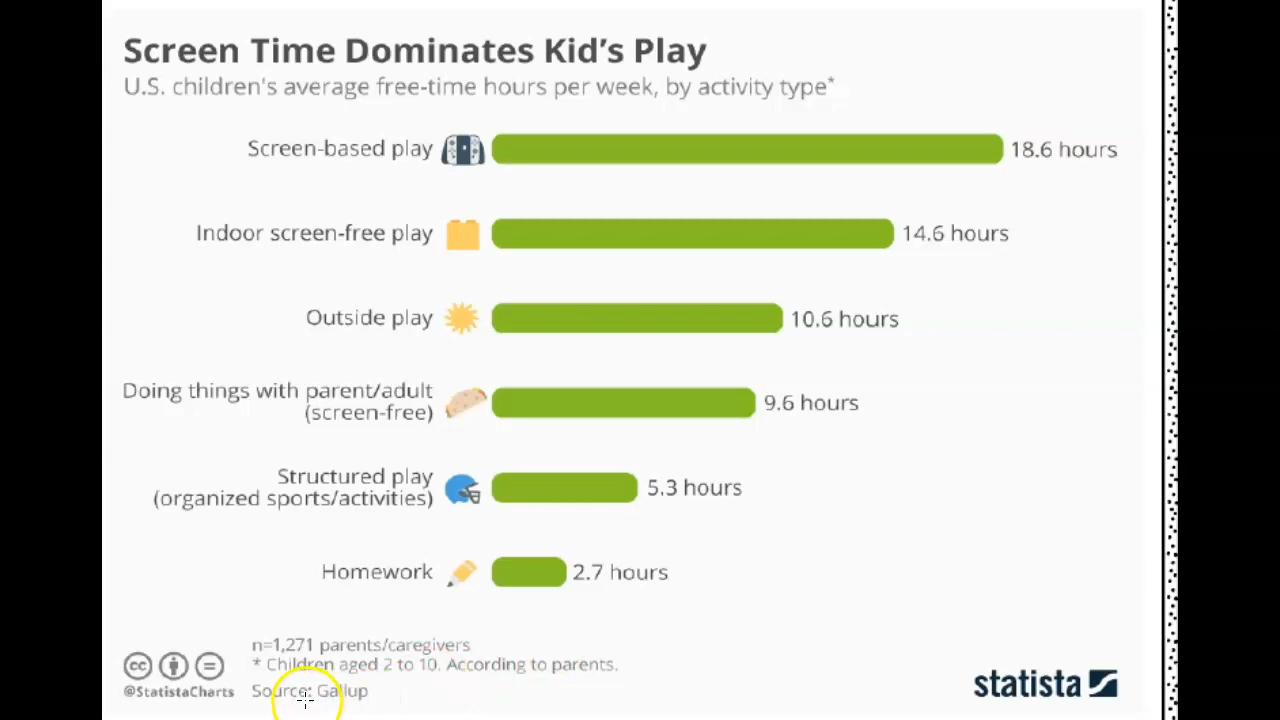 Screen Time Dominates Kid's Play
U.S. children's average free-time hours per week, by activity type*
Screen-based play 18.6 hours
Indoor screen-free play 14.6 hours
Outside play 10.6 hours
Doing things with parent/adult
(screen-free) 9.6 hours
Structured play
(organized sports/activities) 5.3 hours
Homework 2.7 hours
n=1,271 parents/caregivers
* Children aged 2 to 10. According to parents.
cc
@StatistaCharts Source: Gallup
statista